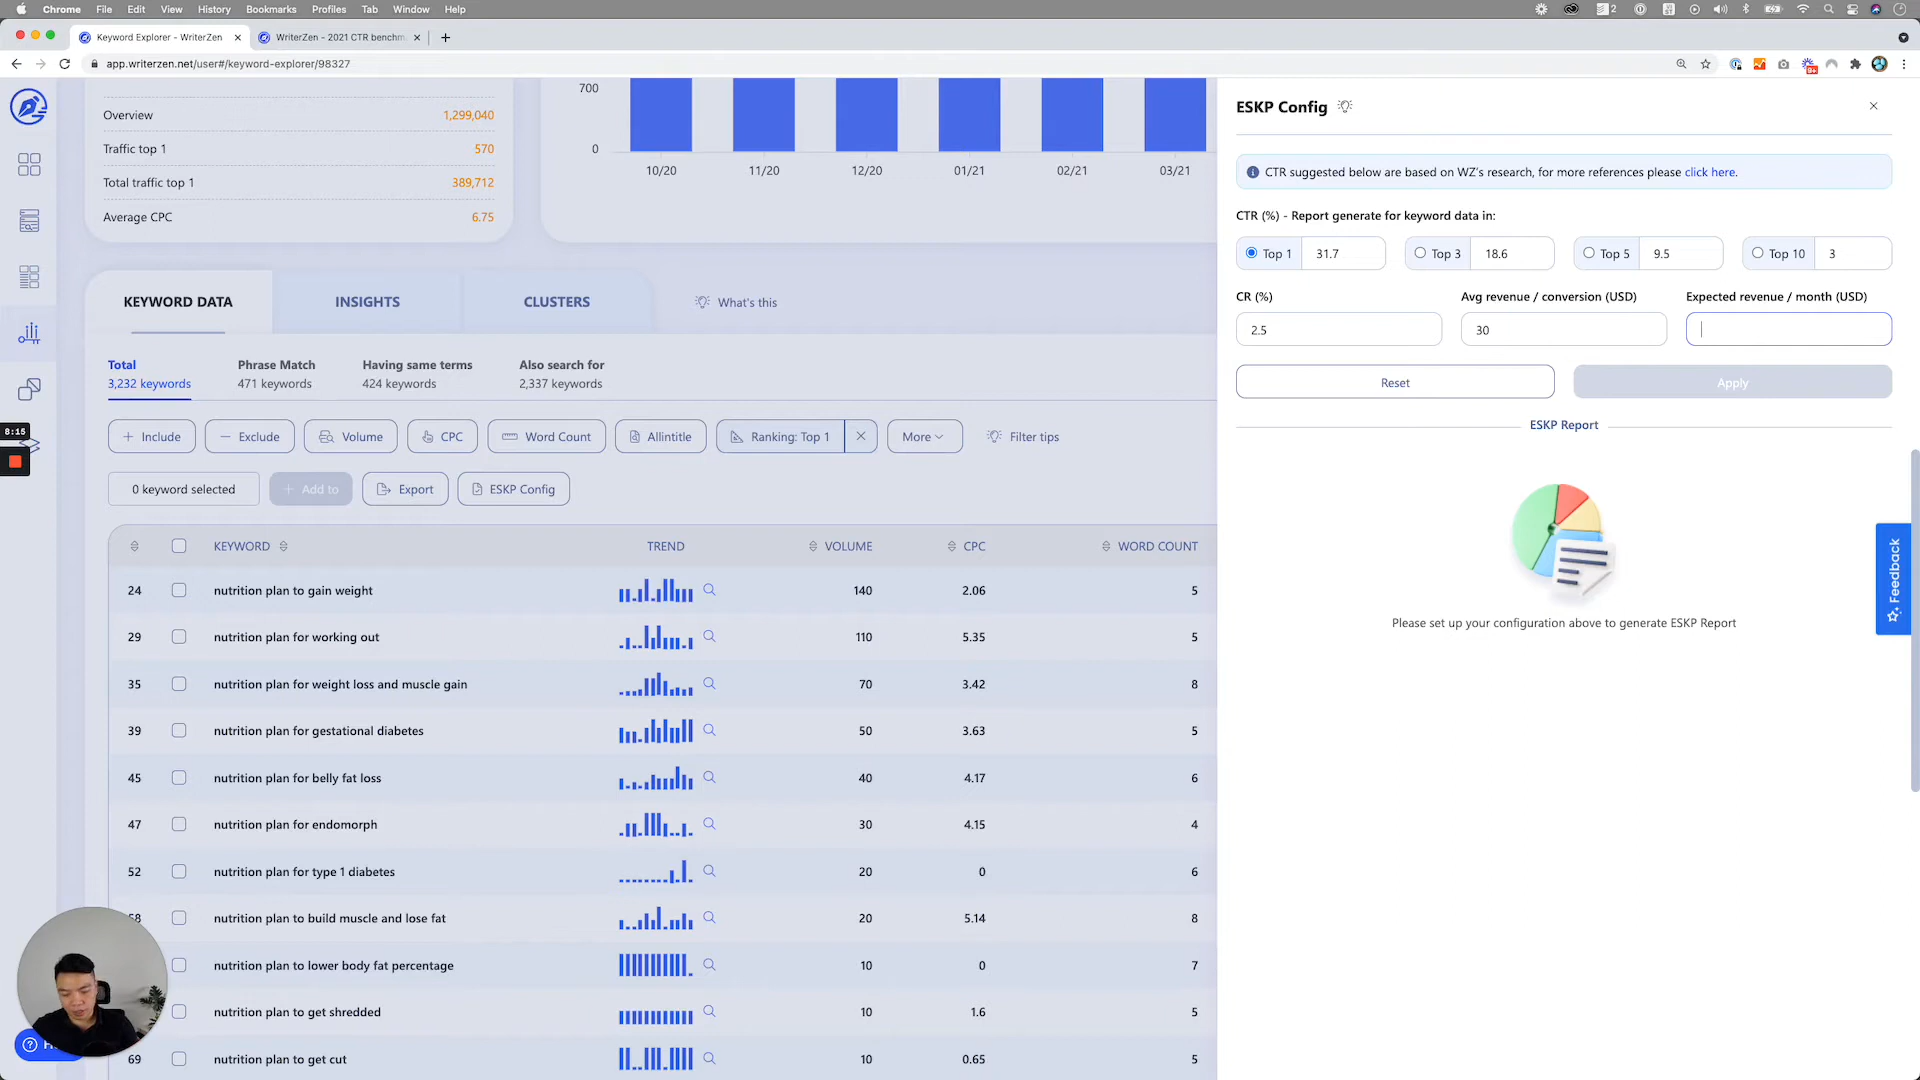 Chrome File Edit View History Bookmarks Profiles Tab Window Help
Keyword Explorer - WriterZen
WriterZen - 2021 CTR benchm
app.writerzen.net/user#/keyword-explorer/98327
9+
Overview 1,299,040
Traffic top 1 570
Total traffic top 1 389,712
Average CPC 6.75
700
0
10/20 11/20 12/20 01/21 02/21 03/21
KEYWORD DATA INSIGHTS CLUSTERS What's this
Total
3,232 keywords
Phrase Match
471 keywords
Having same terms
424 keywords
Also search for
2,337 keywords
8:15
Include Exclude Volume CPC Word Count Allintitle Ranking: Top 1 More Filter tips
0 keyword selected + Add to Export ESKP Config
KEYWORD TREND VOLUME CPC WORD COUNT
24 nutrition plan to gain weight 140 2.06 5
29 nutrition plan for working out 110 5.35 5
35 nutrition plan for weight loss and muscle gain 70 3.42 8
39 nutrition plan for gestational diabetes 50 3.63 5
45 nutrition plan for belly fat loss 40 4.17 6
47 nutrition plan for endomorph 30 4.15 4
52 nutrition plan for type 1 diabetes 20 0 6
58 nutrition plan to build muscle and lose fat 20 5.14 8
nutrition plan to lower body fat percentage 10 0 7
nutrition plan to get shredded 10 1.6 5
69 nutrition plan to get cut 10 0.65 5
ESKP Config
CTR suggested below are based on WZ's research, for more references please click here.
CTR (%) - Report generate for keyword data in:
Top 1 31.7 Top 3 18.6 Top 5 9.5 Top 10 3
CR (%) Avg revenue / conversion (USD) Expected revenue / month (USD)
2.5 30
Reset Apply
ESKP Report
Please set up your configuration above to generate ESKP Report
Feedback